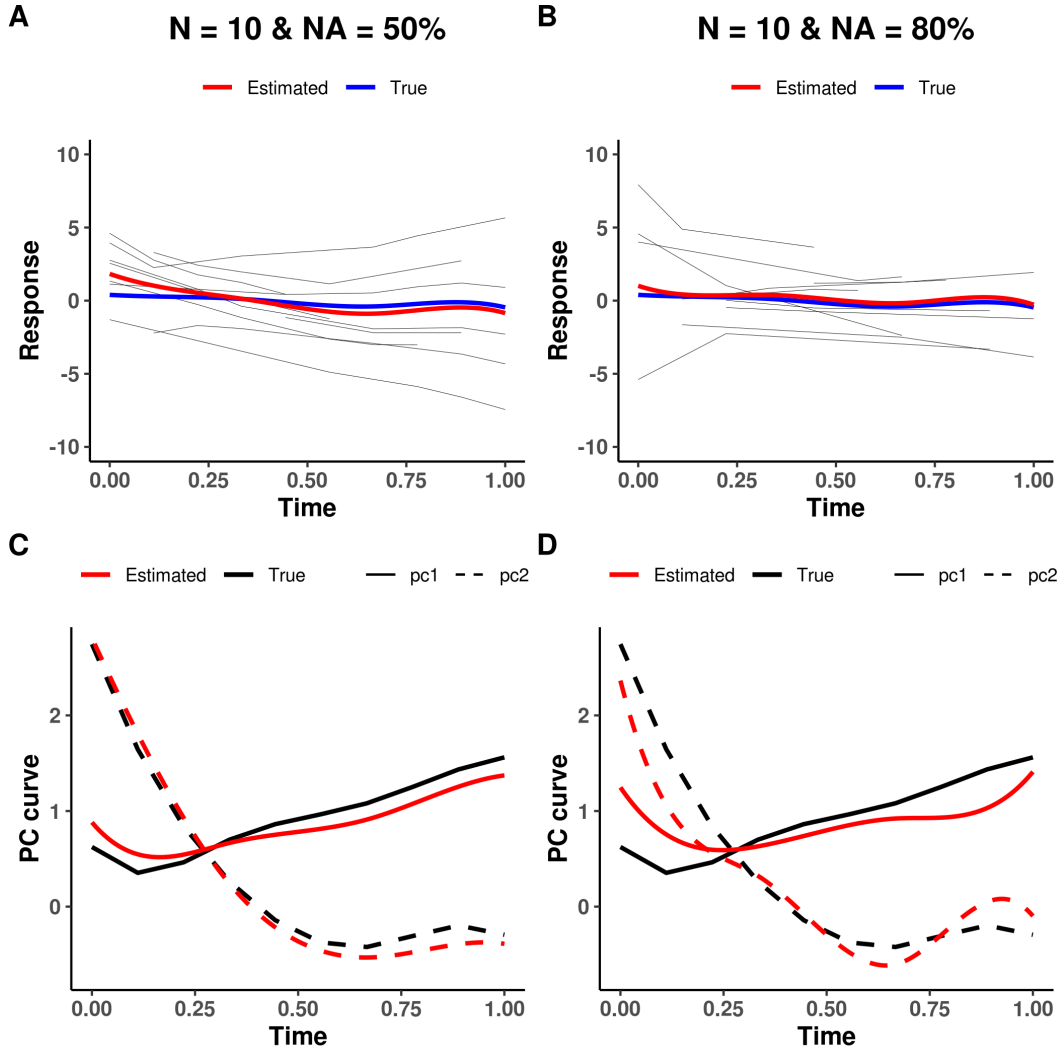 A
N = 10 & NA = 50%
Estimated True
Response
10
5
0
-5
-10
0.00 0.25 0.50 0.75 1.00
Time
B
N = 10 & NA = 80%
Estimated True
Response
10
5
0
-5
-10
0.00 0.25 0.50 0.75 1.00
Time
C
Estimated True pc1 pc2
PC curve
2
1
0
0.00 0.25 0.50 0.75 1.00
Time
D
Estimated True pc1 pc2
PC curve
2
1
0
0.00 0.25 0.50 0.75 1.00
Time